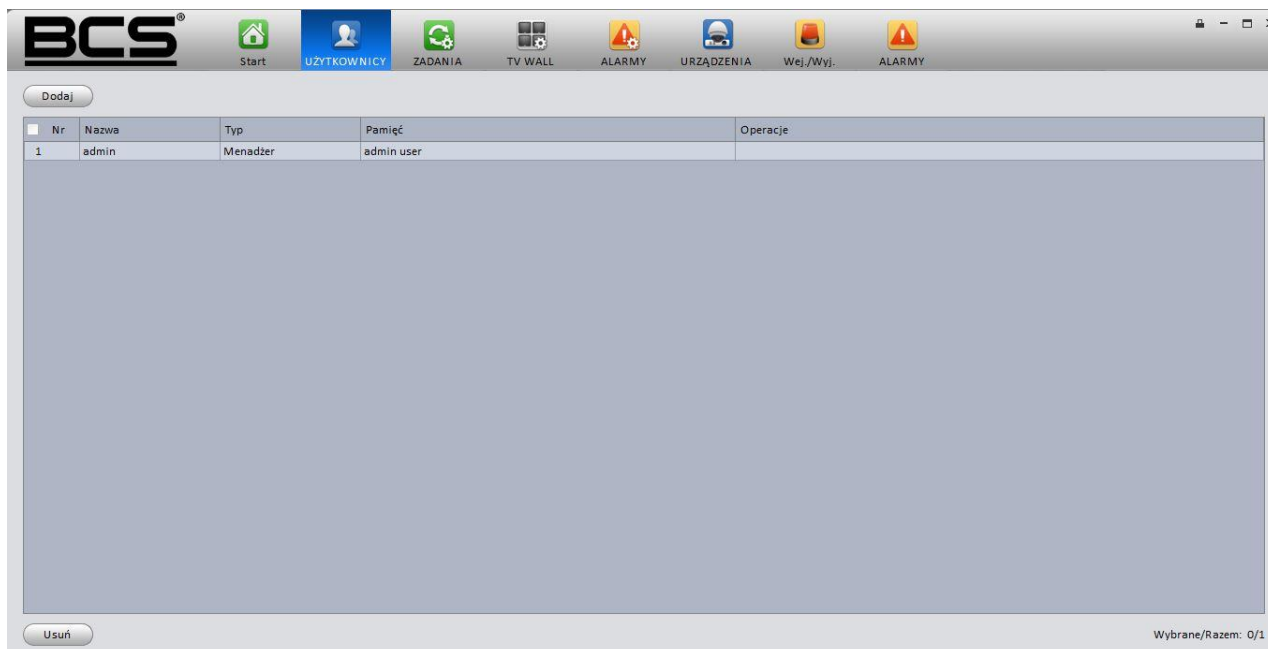 BCS®
Start
UŻYTKOWNICY
ZADANIA
TV WALL
ALARMY
URZĄDZENIA
Wej./Wyj.
ALARMY
Dodaj
Nr Nazwa Typ Pamięć Operacje
1 admin Menadżer admin user
Usuń Wybrane/Razem: 0/1